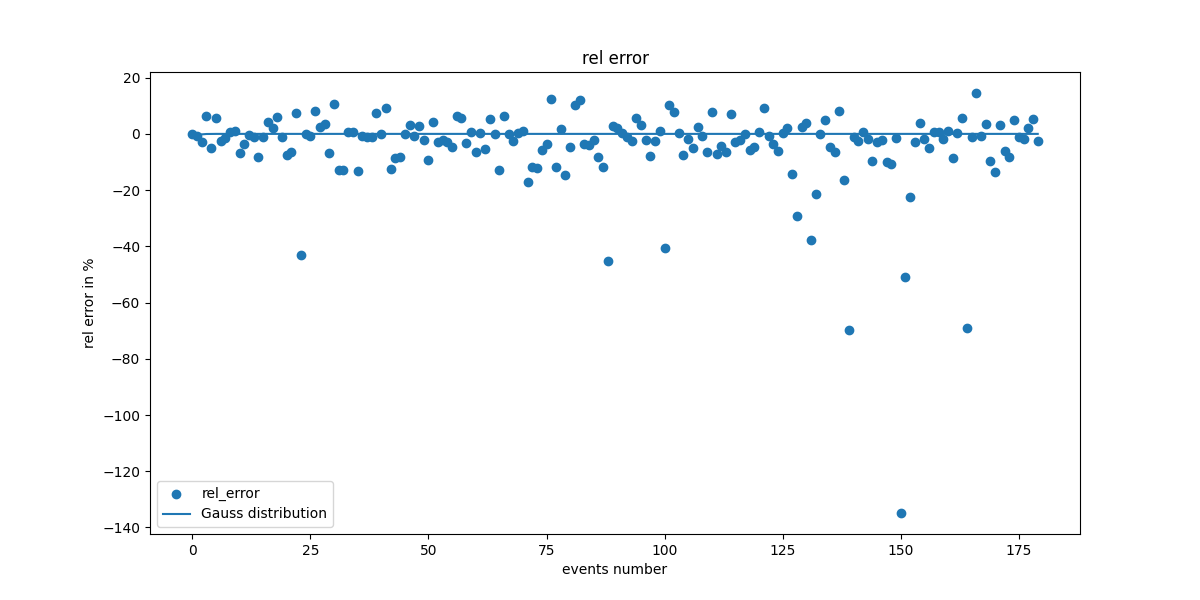 rel error
20
0
−20
−40
−60
−80
−100
−120
−140
rel error in %
rel_error
Gauss distribution
0 25 50 75 100 125 150 175
events number